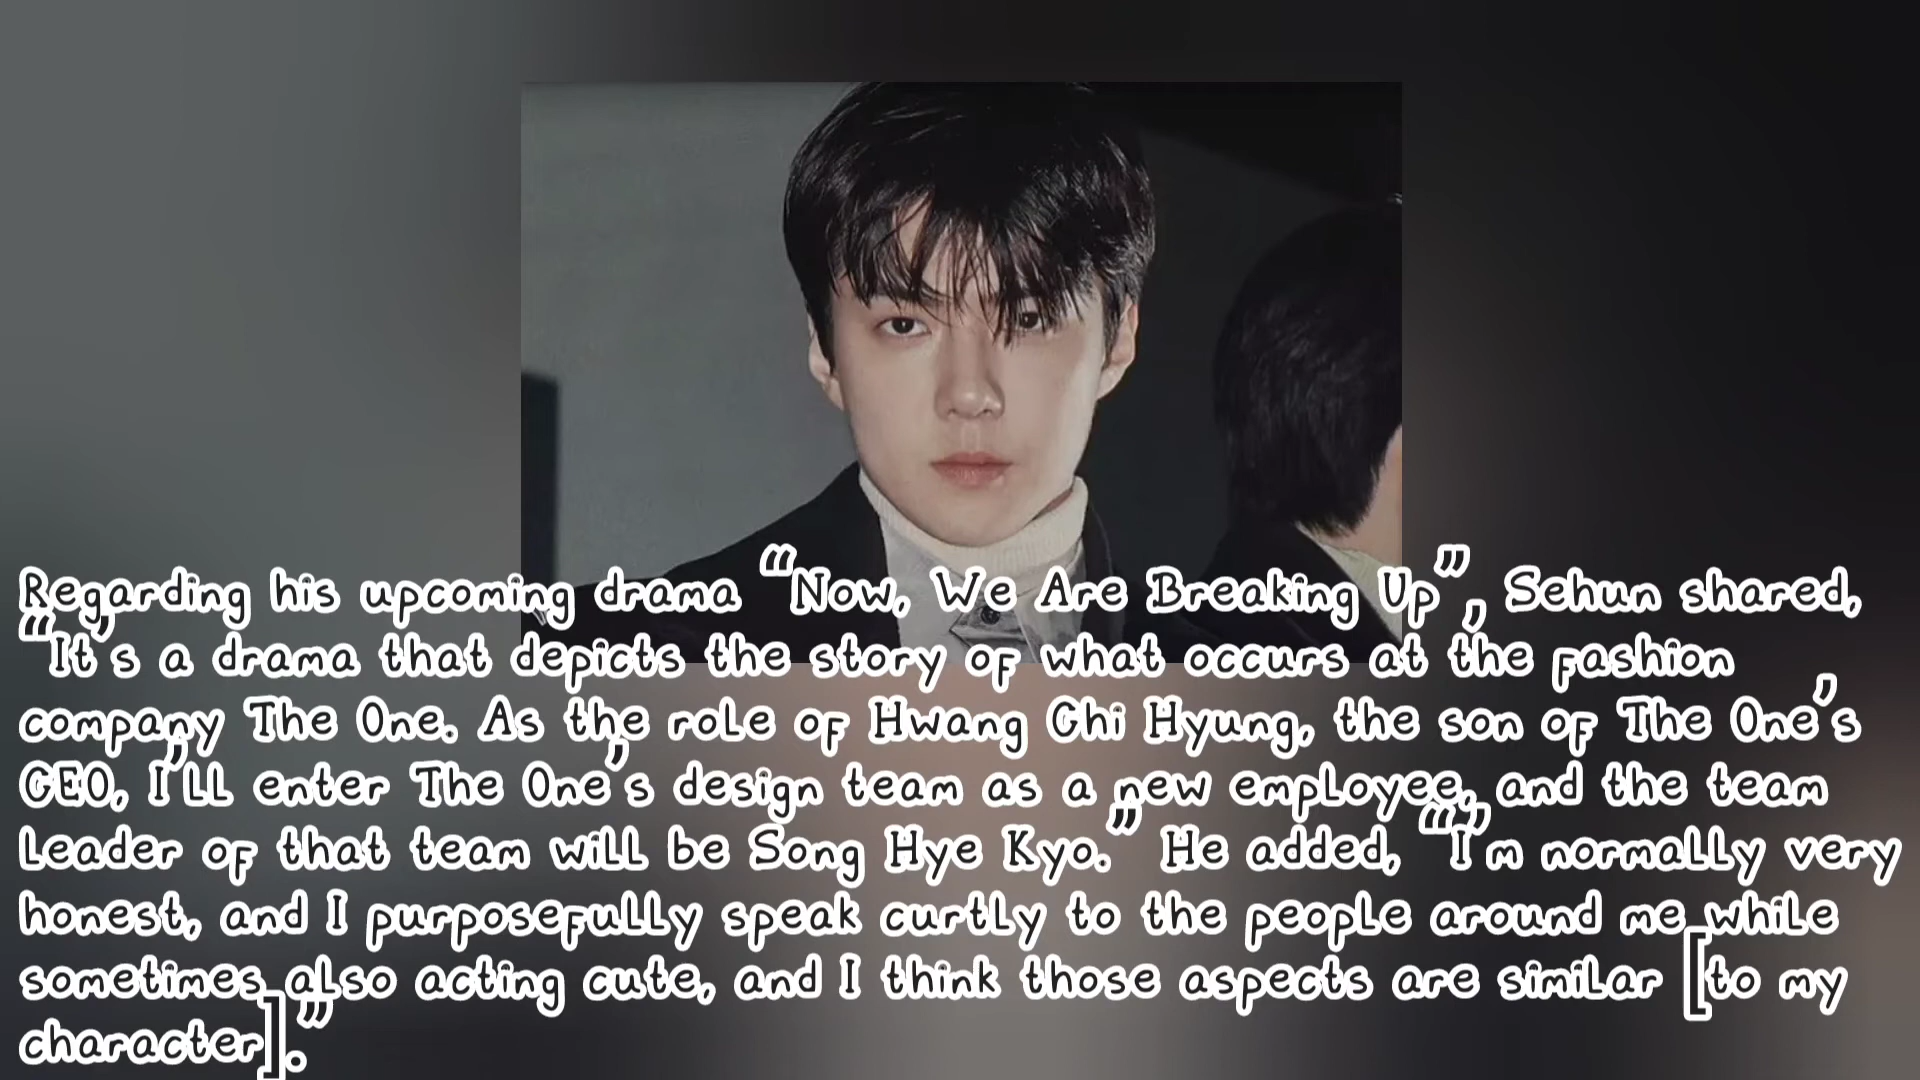 Regarding his upcoming drama “Now, We Are Breaking Up”, Sehun shared,
“It’s a drama that depicts the story of what occurs at the fashion
company The One. As the role of Hwang Chi Hyung, the son of The One’s
CEO, I’ll enter The One’s design team as a new employee, and the team
leader of that team will be Song Hye Kyo.” He added, “I’m normally very
honest, and I purposefully speak curtly to the people around me while
sometimes also acting cute, and I think those aspects are similar [to my
character].”